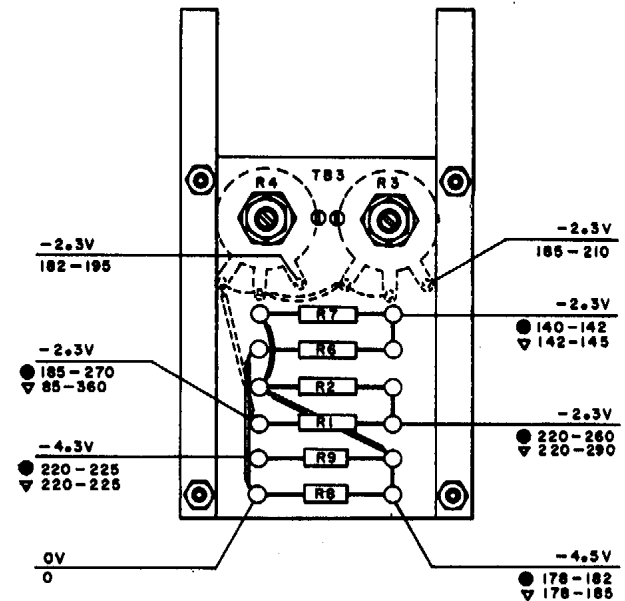 TB3
R4
R3
-2.3V
182-195
-2.3V
185-210
R7
-2.3V
● 140-142
▽ 142-145
R6
-2.3V
● 185-270
▽ 85-360
R2
R1
-2.3V
● 220-260
▽ 220-290
-4.3V
● 220-225
▽ 220-225
R9
R8
0V
0
-4.5V
● 178-182
▽ 178-185